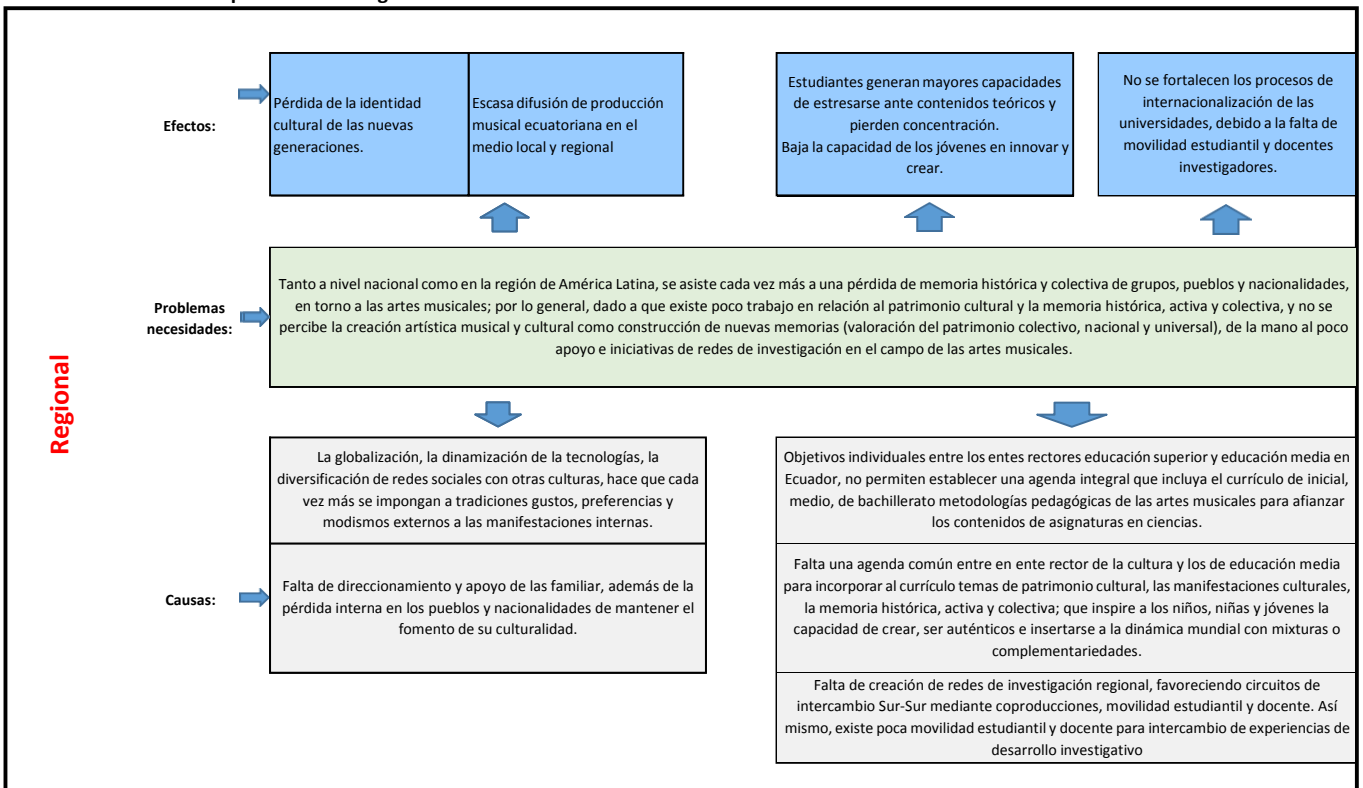 Efectos:
Pérdida de la identidad
cultural de las nuevas
generaciones.
Escasa difusión de producción
musical ecuatoriana en el
medio local y regional
Estudiantes generan mayores capacidades
de estresarse ante contenidos teóricos y
pierden concentración.
Baja la capacidad de los jóvenes en innovar y
crear.
No se fortalecen los procesos de
internacionalización de las
universidades, debido a la falta de
movilidad estudiantil y docentes
investigadores.
Regional
Problemas
necesidades:
Tanto a nivel nacional como en la región de América Latina, se asiste cada vez más a una pérdida de memoria histórica y colectiva de grupos, pueblos y nacionalidades,
en torno a las artes musicales; por lo general, dado a que existe poco trabajo en relación al patrimonio cultural y la memoria histórica, activa y colectiva, y no se
percibe la creación artística musical y cultural como construcción de nuevas memorias (valoración del patrimonio colectivo, nacional y universal), de la mano al poco
apoyo e iniciativas de redes de investigación en el campo de las artes musicales.
Causas:
La globalización, la dinamización de la tecnologías, la
diversificación de redes sociales con otras culturas, hace que cada
vez más se impongan a tradiciones gustos, preferencias y
modismos externos a las manifestaciones internas.
Falta de direccionamiento y apoyo de las familiar, además de la
pérdida interna en los pueblos y nacionalidades de mantener el
fomento de su culturalidad.
Objetivos individuales entre los entes rectores educación superior y educación media en
Ecuador, no permiten establecer una agenda integral que incluya el currículo de inicial,
medio, de bachillerato metodologías pedagógicas de las artes musicales para afianzar
los contenidos de asignaturas en ciencias.
Falta una agenda común entre en ente rector de la cultura y los de educación media
para incorporar al currículo temas de patrimonio cultural, las manifestaciones culturales,
la memoria histórica, activa y colectiva; que inspire a los niños, niñas y jóvenes la
capacidad de crear, ser auténticos e insertarse a la dinámica mundial con mixturas o
complementariedades.
Falta de creación de redes de investigación regional, favoreciendo circuitos de
intercambio Sur-Sur mediante coproducciones, movilidad estudiantil y docente. Así
mismo, existe poca movilidad estudiantil y docente para intercambio de experiencias de
desarrollo investigativo